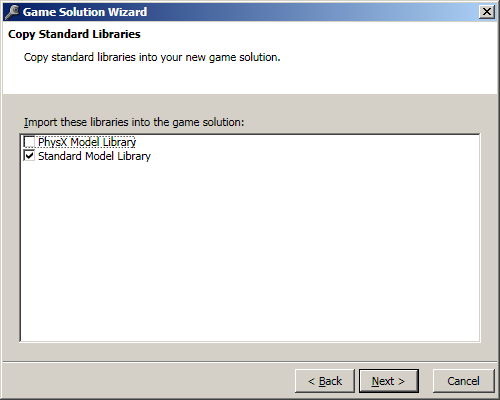 Game Solution Wizard
Copy Standard Libraries
Copy standard libraries into your new game solution.
Import these libraries into the game solution:
PhysX Model Library
Standard Model Library
< Back
Next >
Cancel